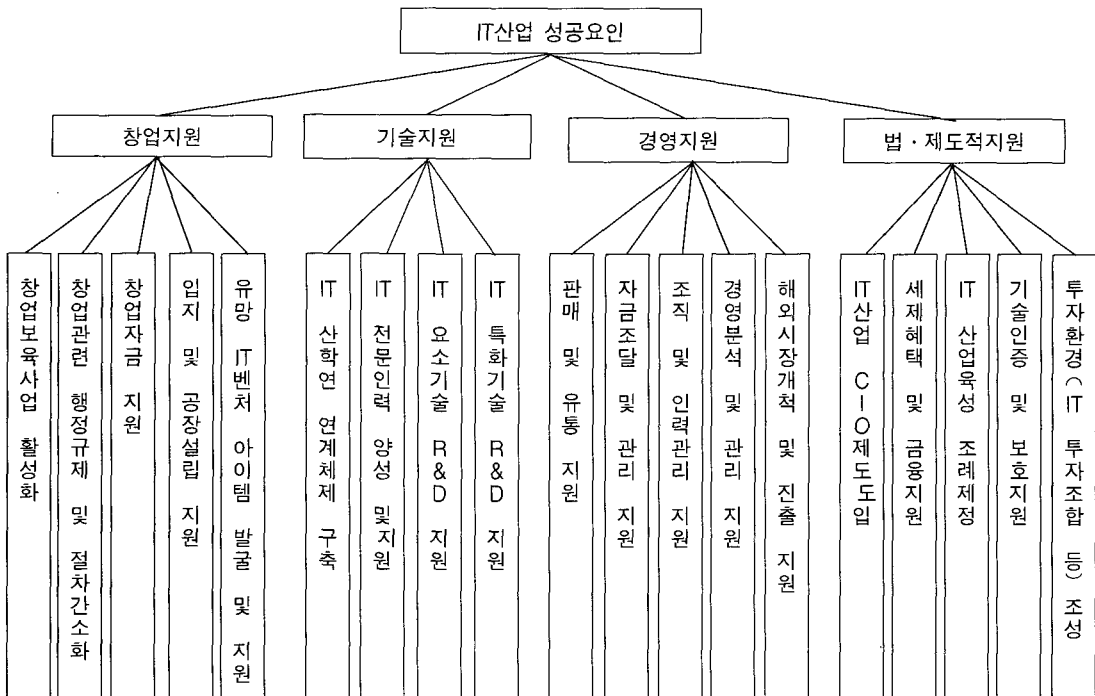 IT산업 성공요인
창업지원
기술지원
경영지원
법·제도적지원
창업보육사업 활성화
창업관련 행정규제 및 절차간소화
창업자금 지원
입지 및 공장설립 지원
유망 IT벤처 아이템 발굴 및 지원
IT 산학연 연계체제 구축
IT 전문인력 양성 및지원
IT 요소기술 R&D 지원
IT 특화기술 R&D 지원
판매 및 유통 지원
자금조달 및 관리 지원
조직 및 인력관리 지원
경영분석 및 관리 지원
해외시장개척 및 진출 지원
IT산업 CIO제도도입
세제혜택 및 금융지원
IT 산업육성 조례제정
기술인증 및 보호지원
투자환경(IT 투자조합 등) 조성